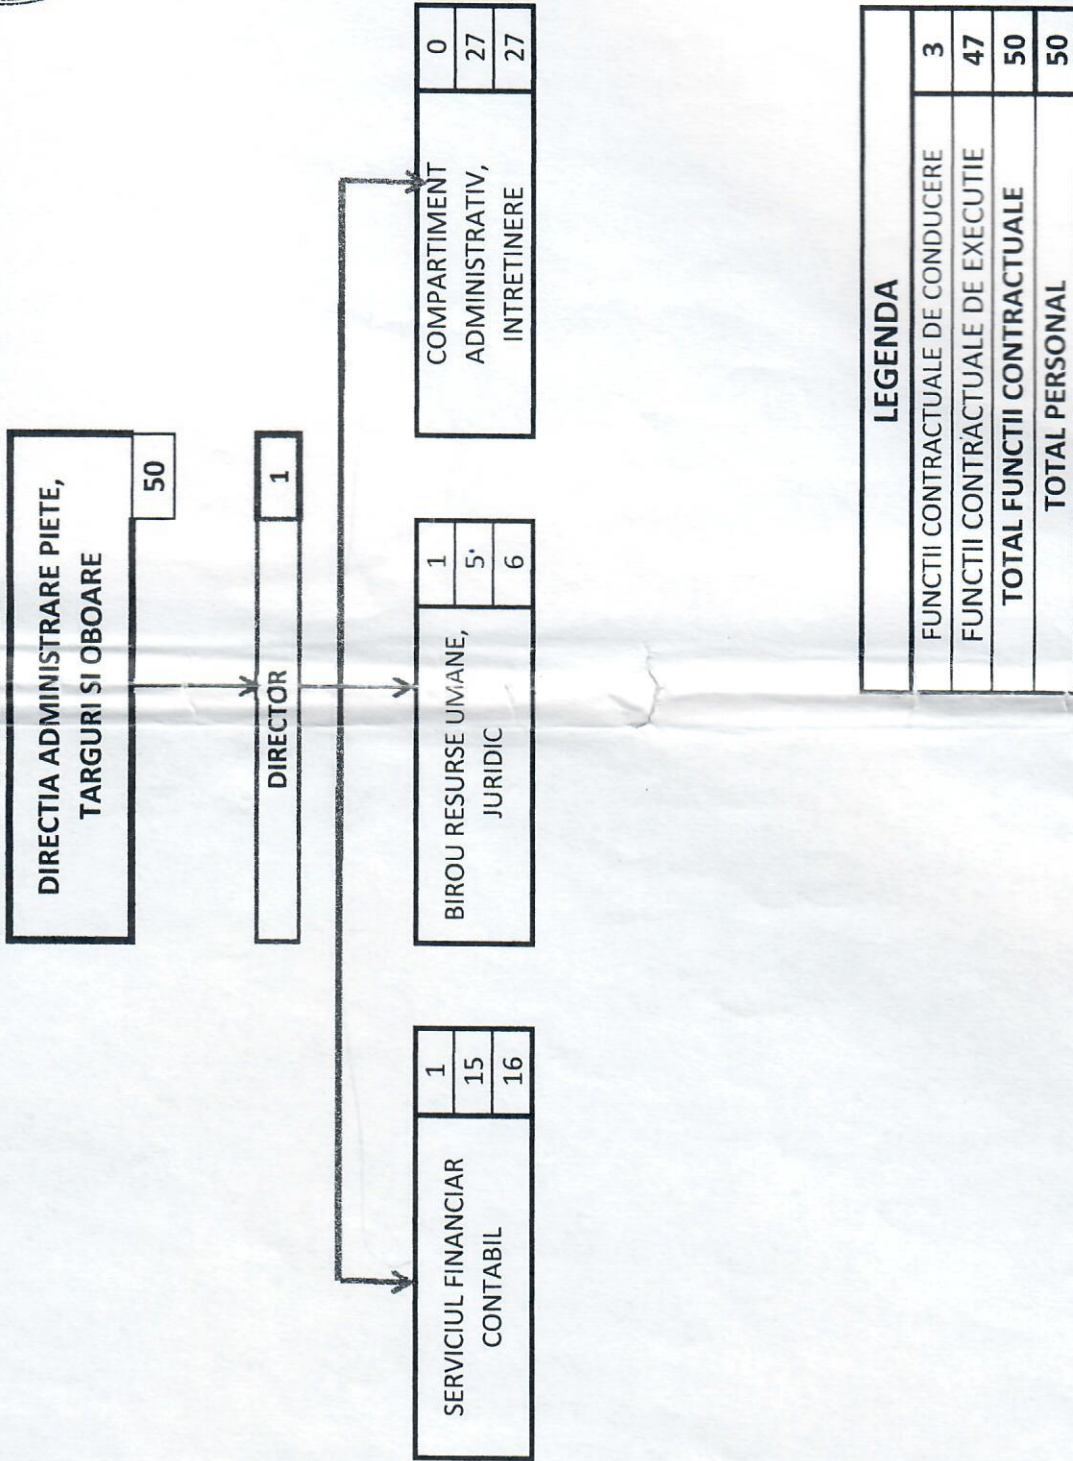 DIRECTIA ADMINISTRARE PIETE,
TARGURI SI OBOARE
50
DIRECTOR 1
SERVICIUL FINANCIAR
CONTABIL
1
15
16
BIROU RESURSE UMANE,
JURIDIC
1
5
6
COMPARTIMENT
ADMINISTRATIV,
INTRETINERE
0
27
27
LEGENDA
FUNCTII CONTRACTUALE DE CONDUCERE 3
FUNCTII CONTRACTUALE DE EXECUTIE 47
TOTAL FUNCTII CONTRACTUALE 50
TOTAL PERSONAL 50